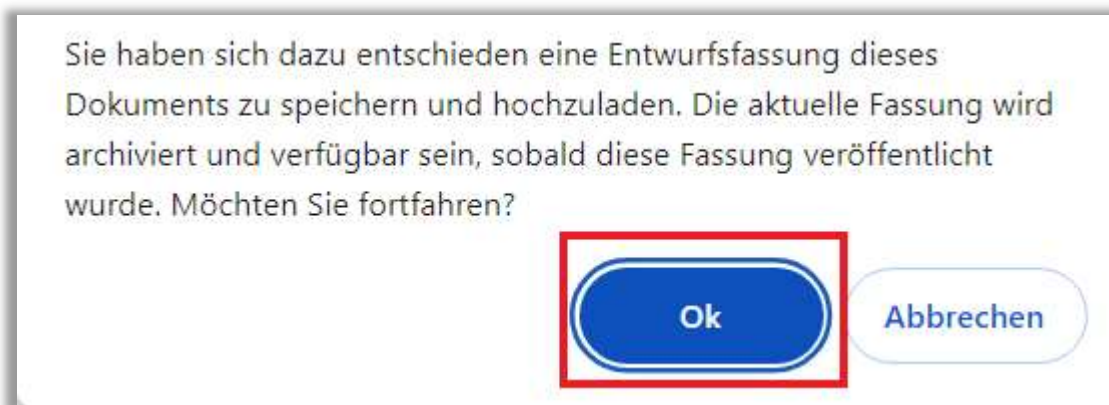 Sie haben sich dazu entschieden eine Entwurfsfassung dieses
Dokuments zu speichern und hochzuladen. Die aktuelle Fassung wird
archiviert und verfügbar sein, sobald diese Fassung veröffentlicht
wurde. Möchten Sie fortfahren?
Ok Abbrechen